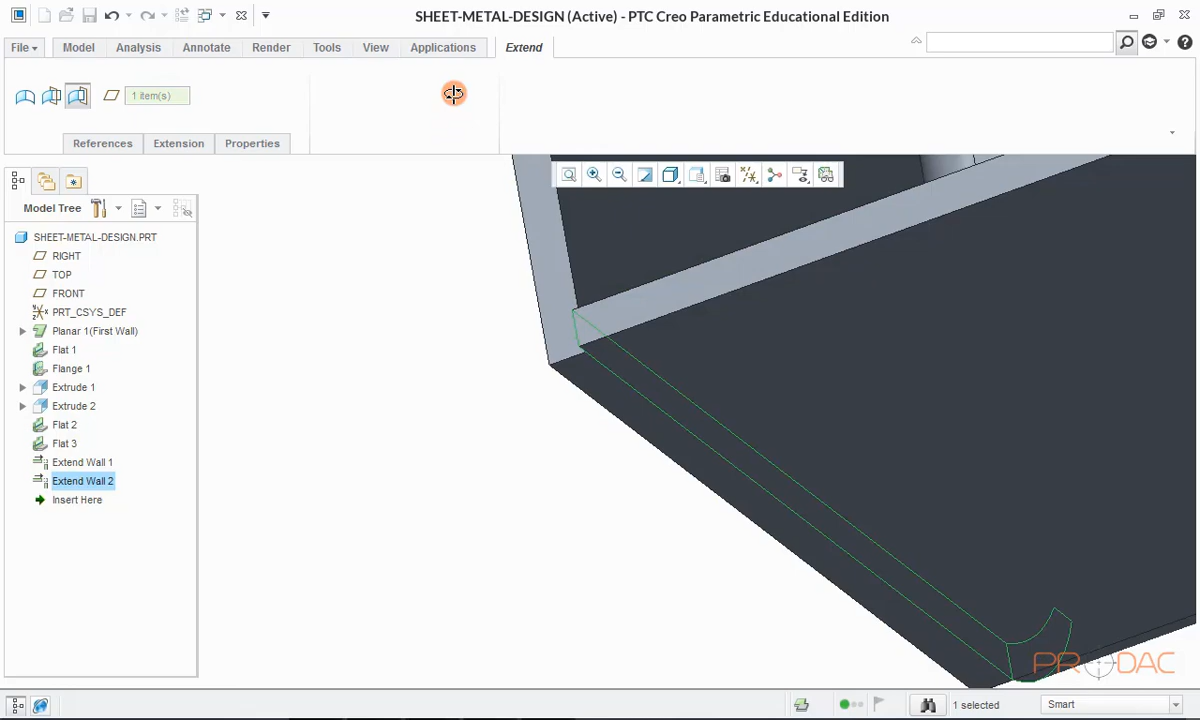 SHEET-METAL-DESIGN (Active) - PTC Creo Parametric Educational Edition
File Model Analysis Annotate Render Tools View Applications Extend
1 item(s)
References Extension Properties
Model Tree
SHEET-METAL-DESIGN.PRT
RIGHT
TOP
FRONT
PRT_CSYS_DEF
Planar 1(First Wall)
Flat 1
Flange 1
Extrude 1
Extrude 2
Flat 2
Flat 3
Extend Wall 1
Extend Wall 2
Insert Here
PRODAC
1 selected
Smart